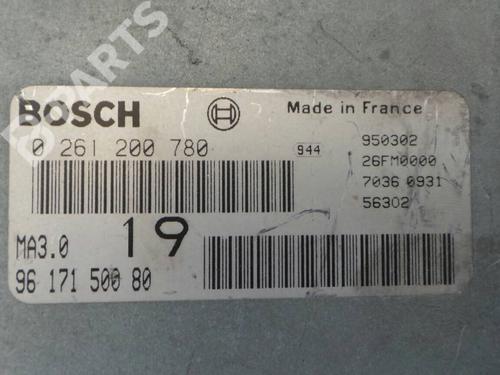 BPARTS
BOSCH Made in France
0 261 200 780 944 950302
26FM0000
7036 0931
56302
MA3.0 19
96 171 500 80